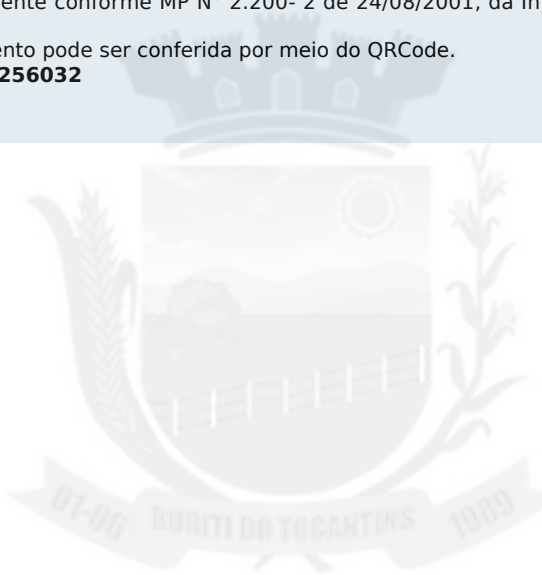 ente conforme MP N° 2.200- 2 de 24/08/2001, da In
ento pode ser conferida por meio do QRCode.
256032
01-06 BURITI DO TOCANTINS 1989